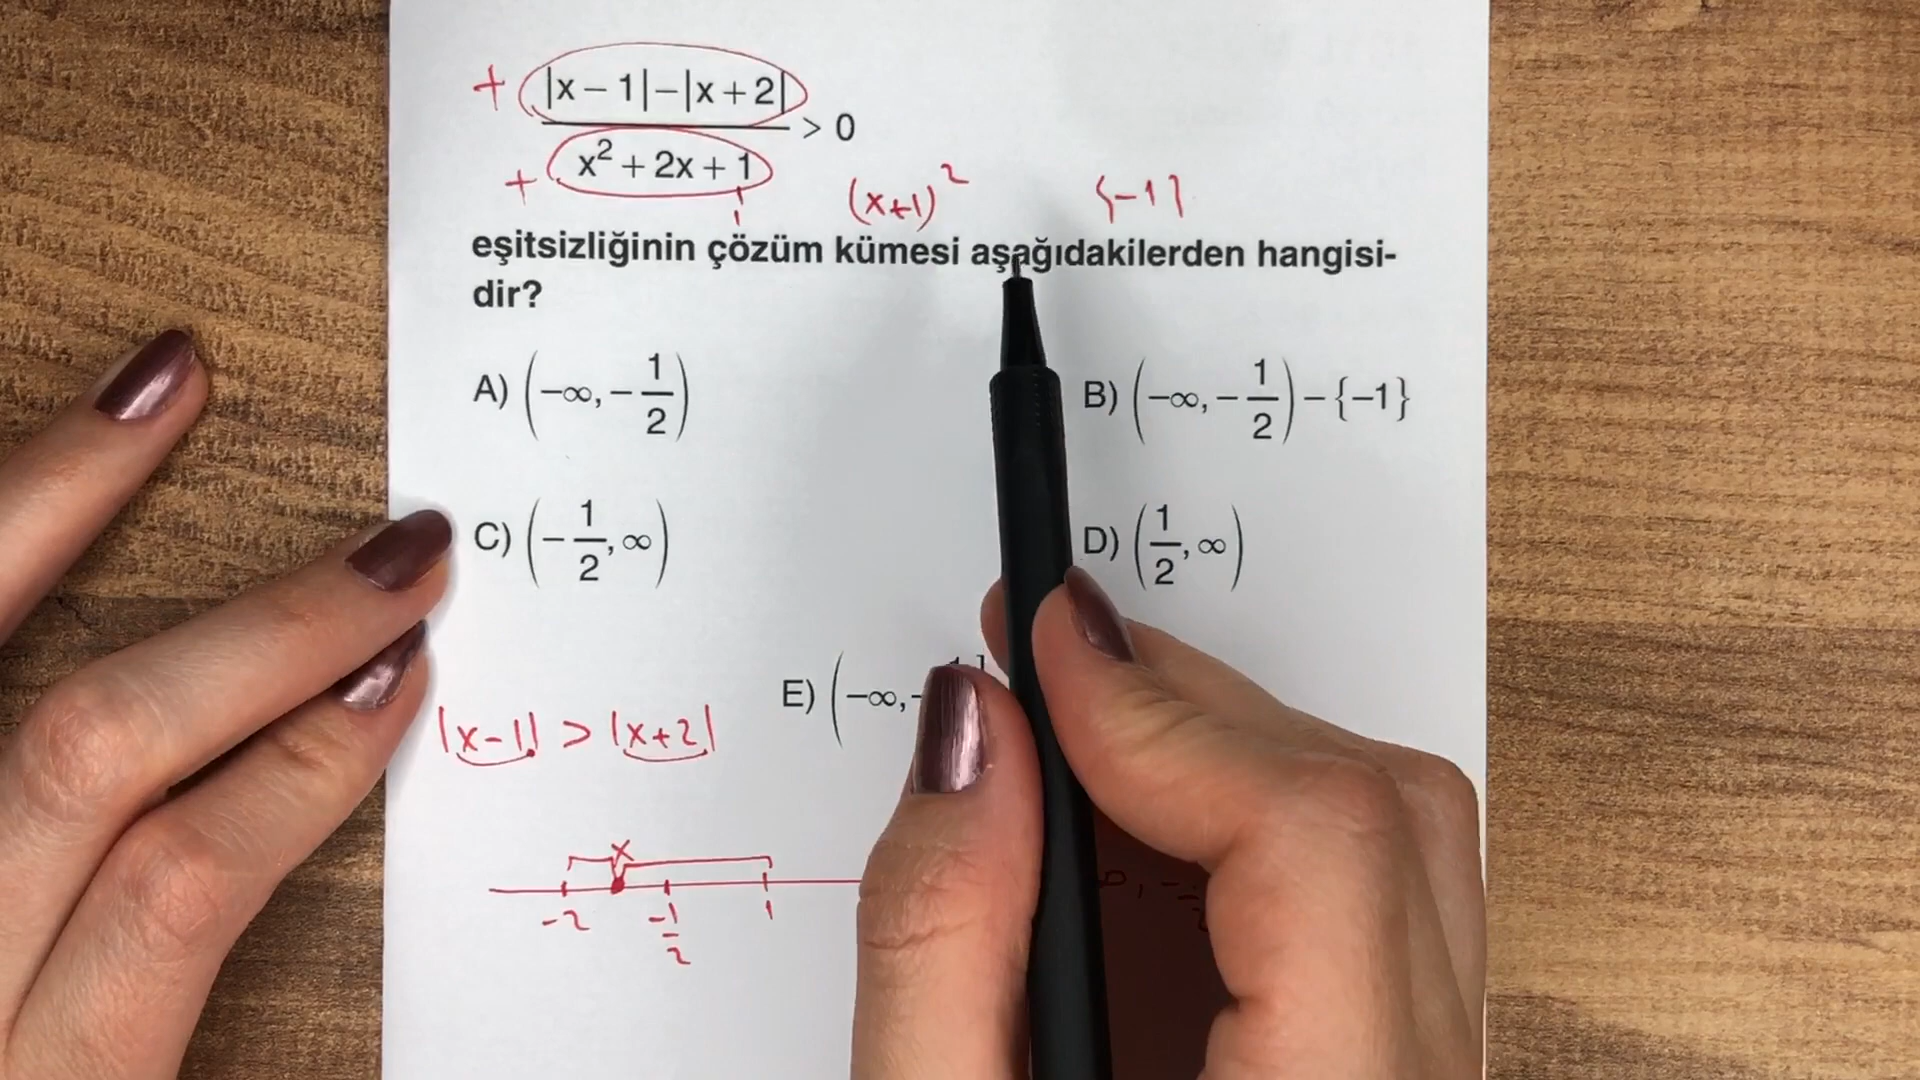 + |x – 1| – |x + 2|
> 0
+ x² + 2x + 1
(x+1)² {-1}
eşitsizliğinin çözüm kümesi aşağıdakilerden hangisi-
dir?
A) (–∞, –1/2) B) (–∞, –1/2) – {–1}
C) (–1/2, ∞) D) (1/2, ∞)
E) (–∞, –
|x-1| > |x+2|
x
-2 -1/2 1